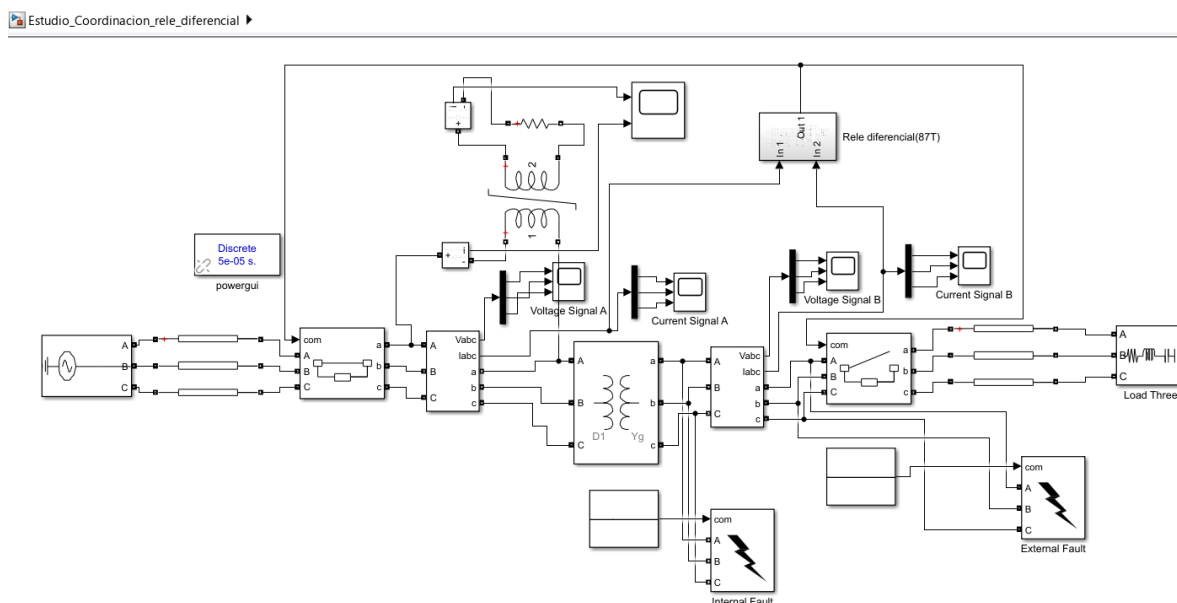 Estudio_Coordinacion_rele_diferencial
Out 1
In 1
In 2
Rele diferencial(87T)
i
-
+
2
1
+
i
-
Discrete
5e-05 s.
powergui
Voltage Signal A
Current Signal A
Voltage Signal B
Current Signal B
A
B
C
com
A
B
C
a
b
c
A
B
C
Vabc
Iabc
a
b
c
A
B
C
D1
Yg
a
b
c
A
B
C
Vabc
Iabc
a
b
c
com
A
B
C
a
b
c
A
B
C
Load Three
com
A
B
C
External Fault
com
A
B
C
Internal Fault